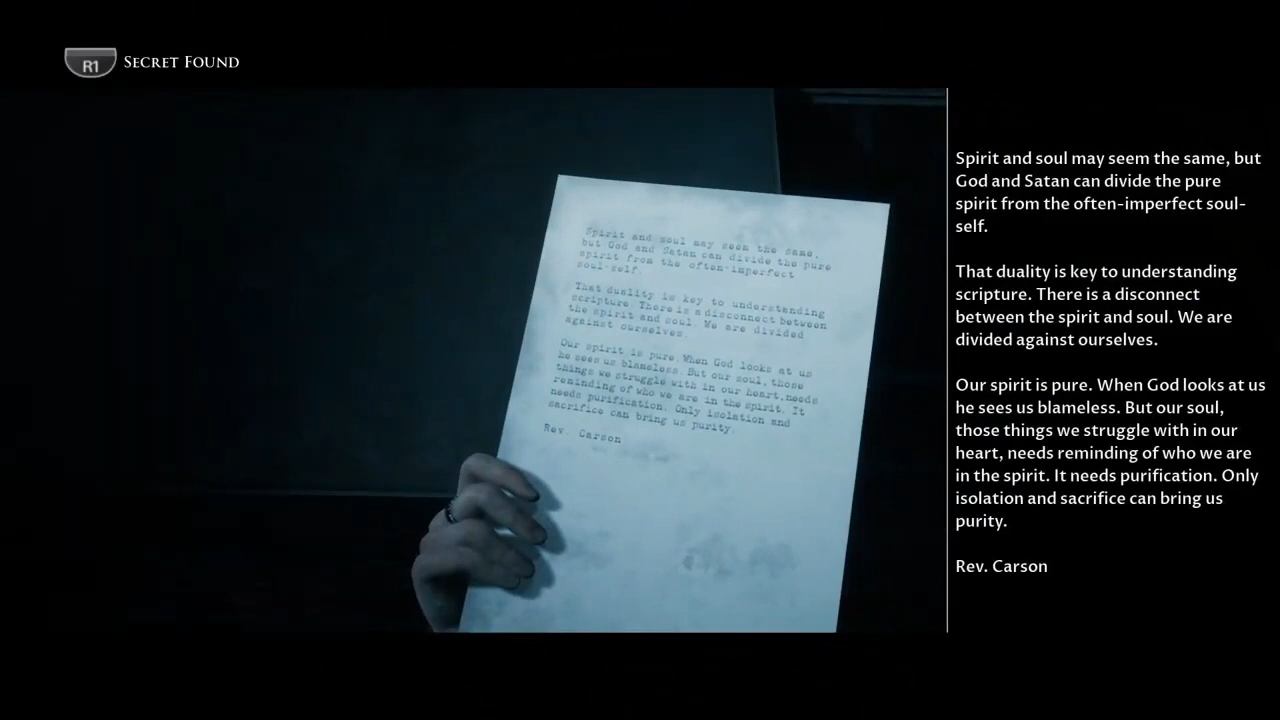 R1 SECRET FOUND
Spirit and soul may seem the same,
but God and Satan can divide the pure
spirit from the often-imperfect
soul-self.
That duality is key to understanding
scripture. There is a disconnect between
the spirit and soul. We are divided
against ourselves.
Our spirit is pure. When God looks at us
he sees us blameless. But our soul, those
things we struggle with in our heart, needs
reminding of who we are in the spirit. It
needs purification. Only isolation and
sacrifice can bring us purity.
Rev. Carson
Spirit and soul may seem the same, but
God and Satan can divide the pure
spirit from the often-imperfect soul-
self.
That duality is key to understanding
scripture. There is a disconnect
between the spirit and soul. We are
divided against ourselves.
Our spirit is pure. When God looks at us
he sees us blameless. But our soul,
those things we struggle with in our
heart, needs reminding of who we are
in the spirit. It needs purification. Only
isolation and sacrifice can bring us
purity.
Rev. Carson